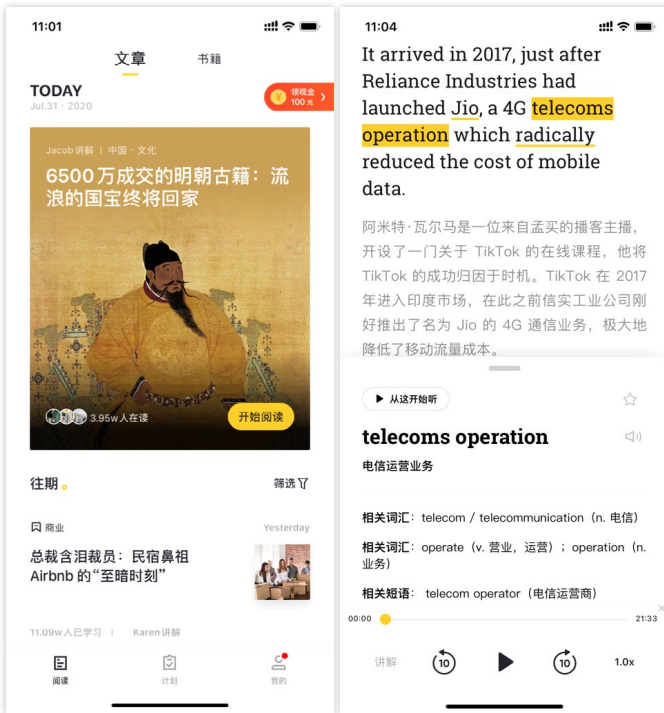 11:01
文章
书籍
TODAY
Jul.31 · 2020
领现金
100 元
Jacob 讲解 | 中国 · 文化
6500 万成交的明朝古籍：流
浪的国宝终将回家
3.95w 人在读
开始阅读
往期
筛选
商业
Yesterday
总裁含泪裁员：民宿鼻祖
Airbnb 的“至暗时刻”
11.09w 人已学习 | Karen 讲解
阅读
计划
我的
11:04
It arrived in 2017, just after
Reliance Industries had
launched Jio, a 4G telecoms
operation which radically
reduced the cost of mobile
data.
阿米特·瓦尔马是一位来自孟买的播客主播，
开设了一门关于 TikTok 的在线课程，他将
TikTok 的成功归因于时机。TikTok 在 2017
年进入印度市场，在此之前信实工业公司刚
好推出了名为 Jio 的 4G 通信业务，极大地
降低了移动流量成本。
从这开始听
telecoms operation
电信运营业务
相关词汇：telecom / telecommunication（n. 电信）
相关词汇：operate（v. 营业，运营）；operation（n.
业务）
相关短语： telecom operator（电信运营商）
00:00
21:33
讲解
10
10
1.0x